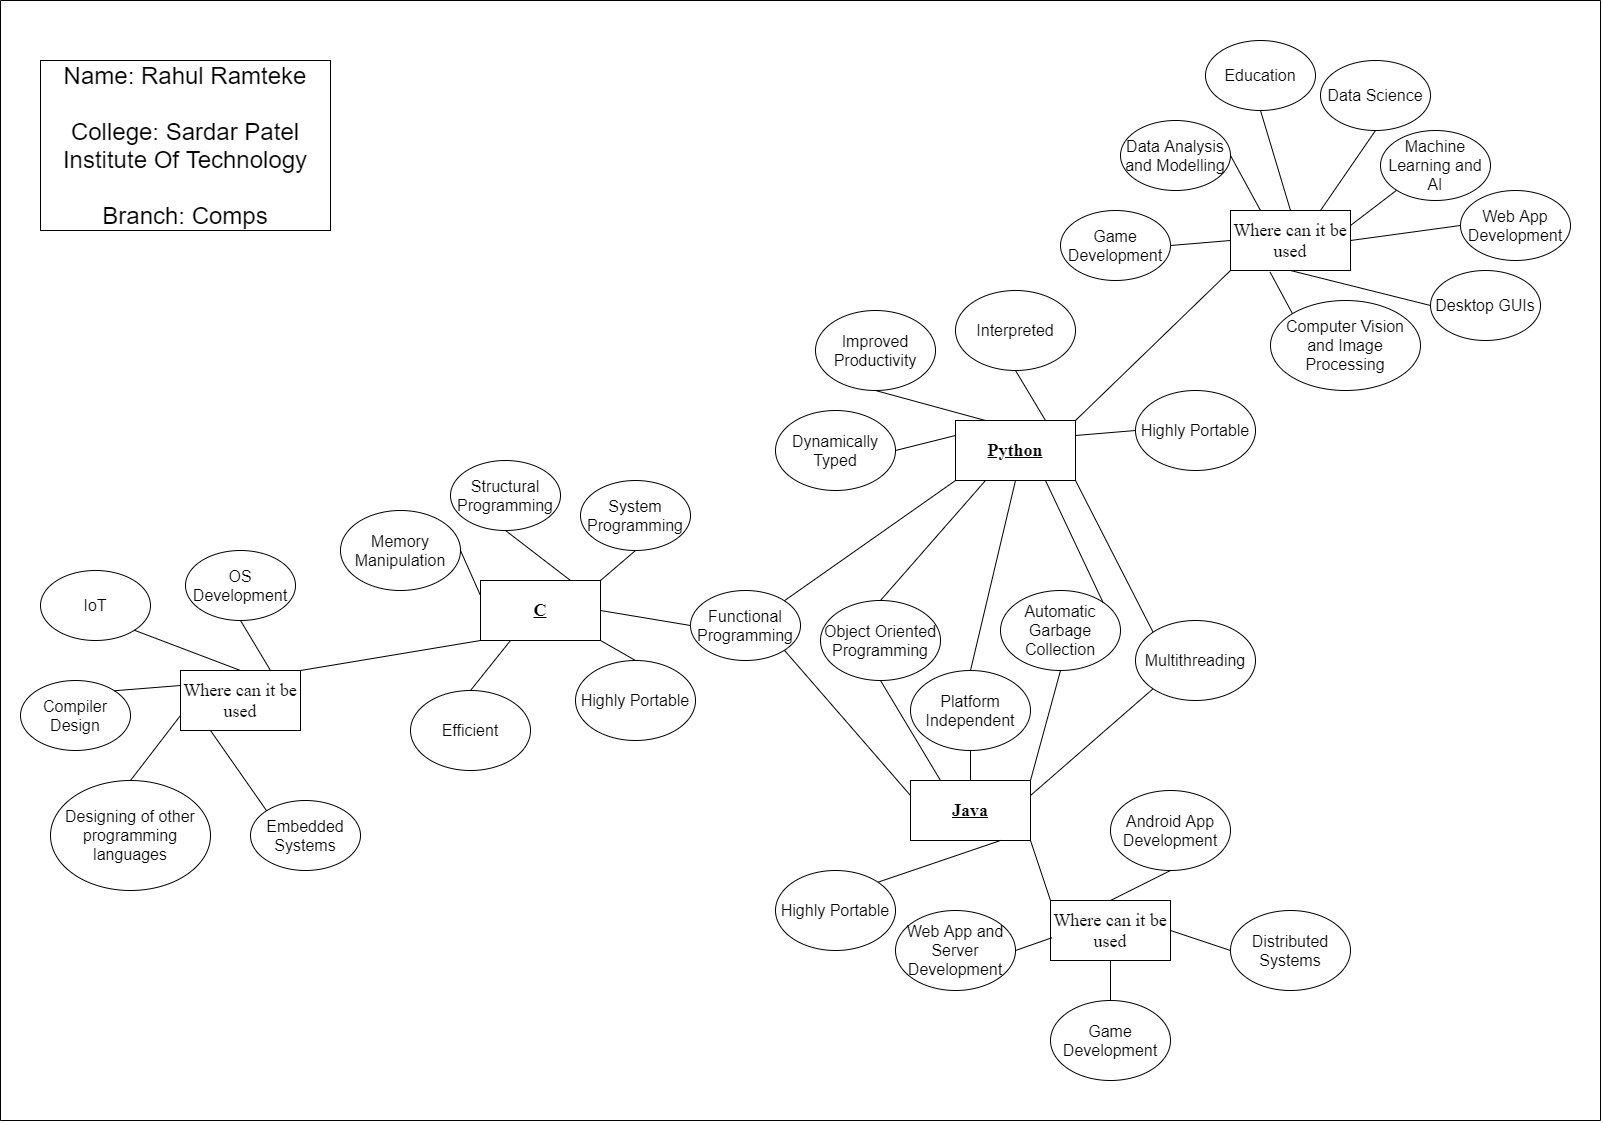 Name: Rahul Ramteke
College: Sardar Patel
Institute Of Technology
Branch: Comps
Education
Data Science
Data Analysis
and Modelling
Machine
Learning and
AI
Where can it be
used
Web App
Development
Game
Development
Desktop GUIs
Computer Vision
and Image
Processing
Interpreted
Improved
Productivity
Highly Portable
Dynamically
Typed
Python
Structural
Programming
System
Programming
Memory
Manipulation
C
OS
Development
IoT
Where can it be
used
Compiler
Design
Designing of other
programming
languages
Embedded
Systems
Efficient
Highly Portable
Functional
Programming
Object Oriented
Programming
Automatic
Garbage
Collection
Multithreading
Platform
Independent
Java
Android App
Development
Highly Portable
Where can it be
used
Web App and
Server
Development
Distributed
Systems
Game
Development